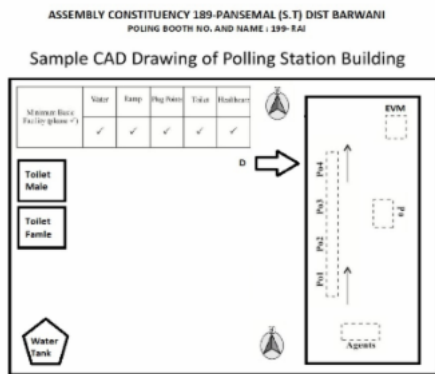 ASSEMBLY CONSTITUENCY 189-PANSEMAL (S.T) DIST BARWANI
POLING BOOTH NO. AND NAME : 199- RAI
Sample CAD Drawing of Polling Station Building
Minimum Basic
Facility (please ✓)
Water Ramp Plug Points Toilet Healthcare
✓ ✓ ✓ ✓ ✓
EVM
D
Toilet
Male
Toilet
Famle
Po4
Po3
Po2
Po1
Po
Water
Tank
Agents